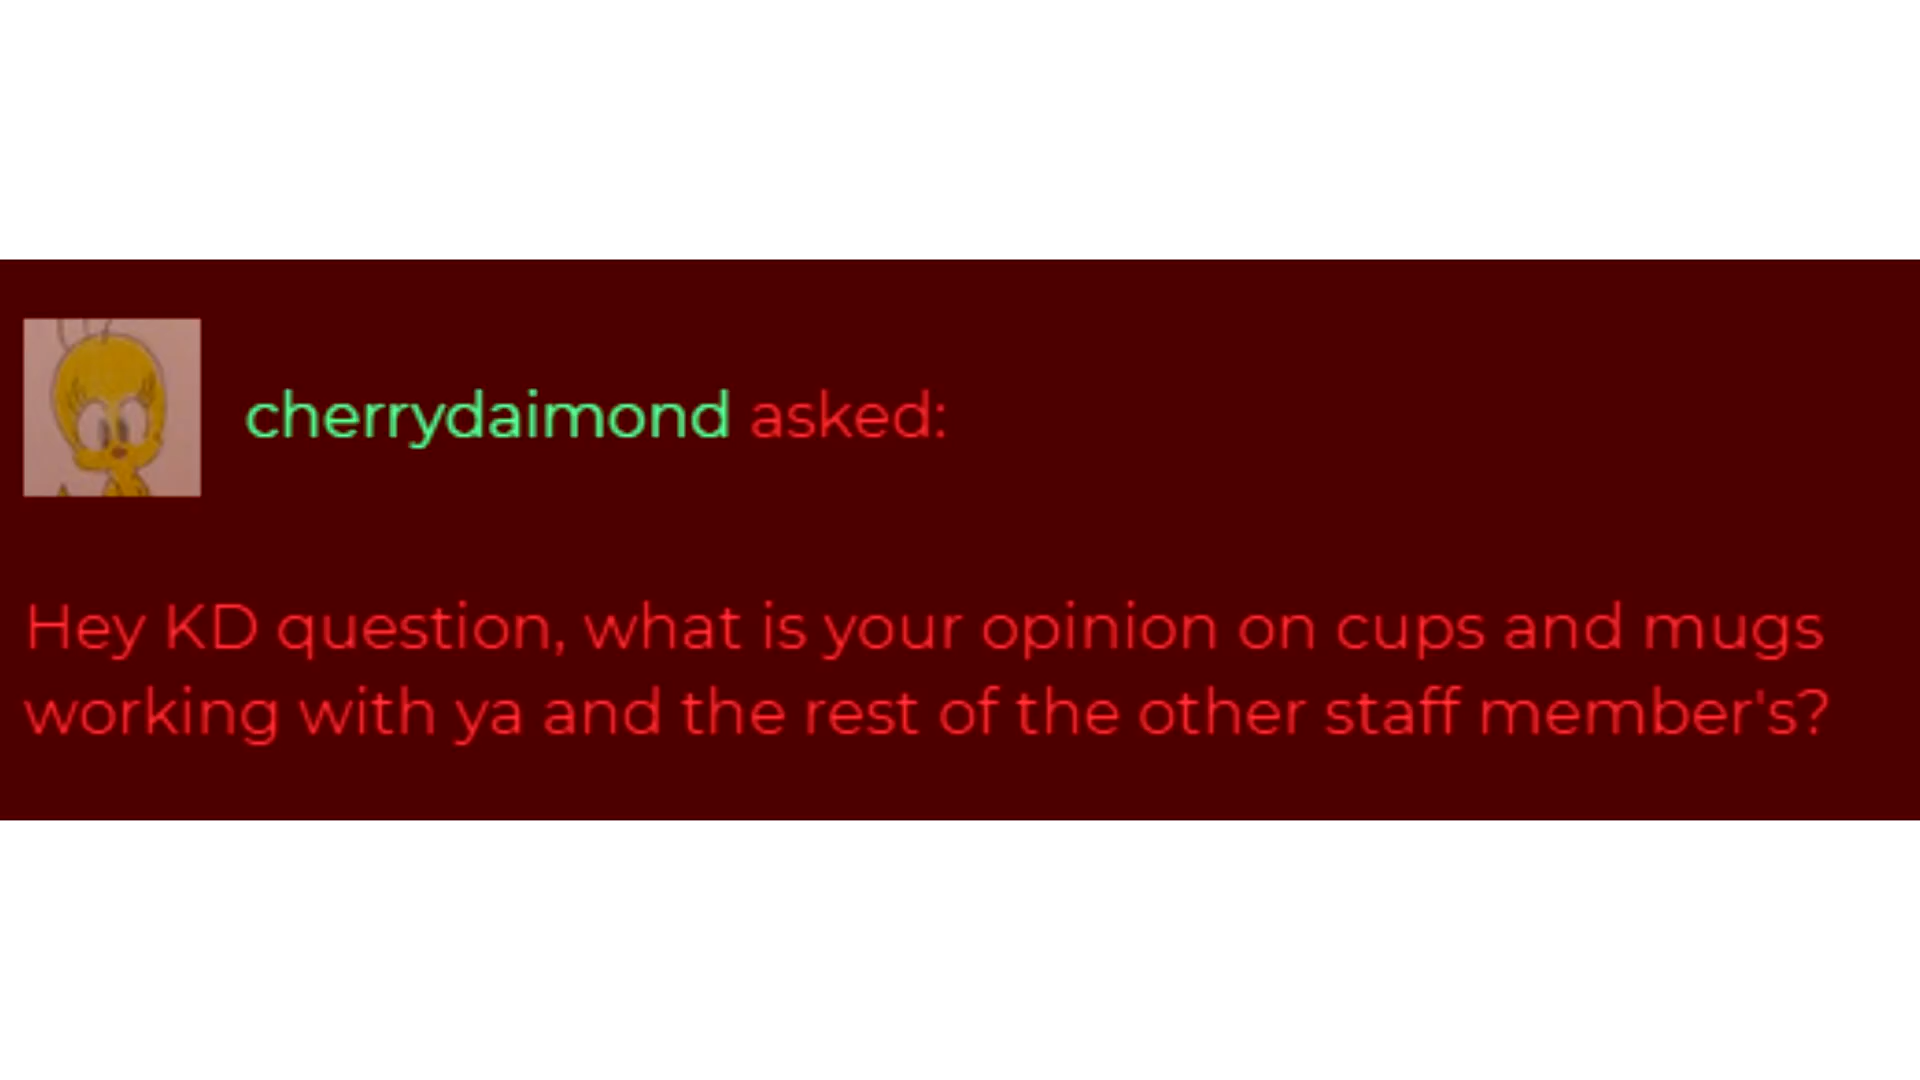 cherrydaimond asked:
Hey KD question, what is your opinion on cups and mugs
working with ya and the rest of the other staff member's?